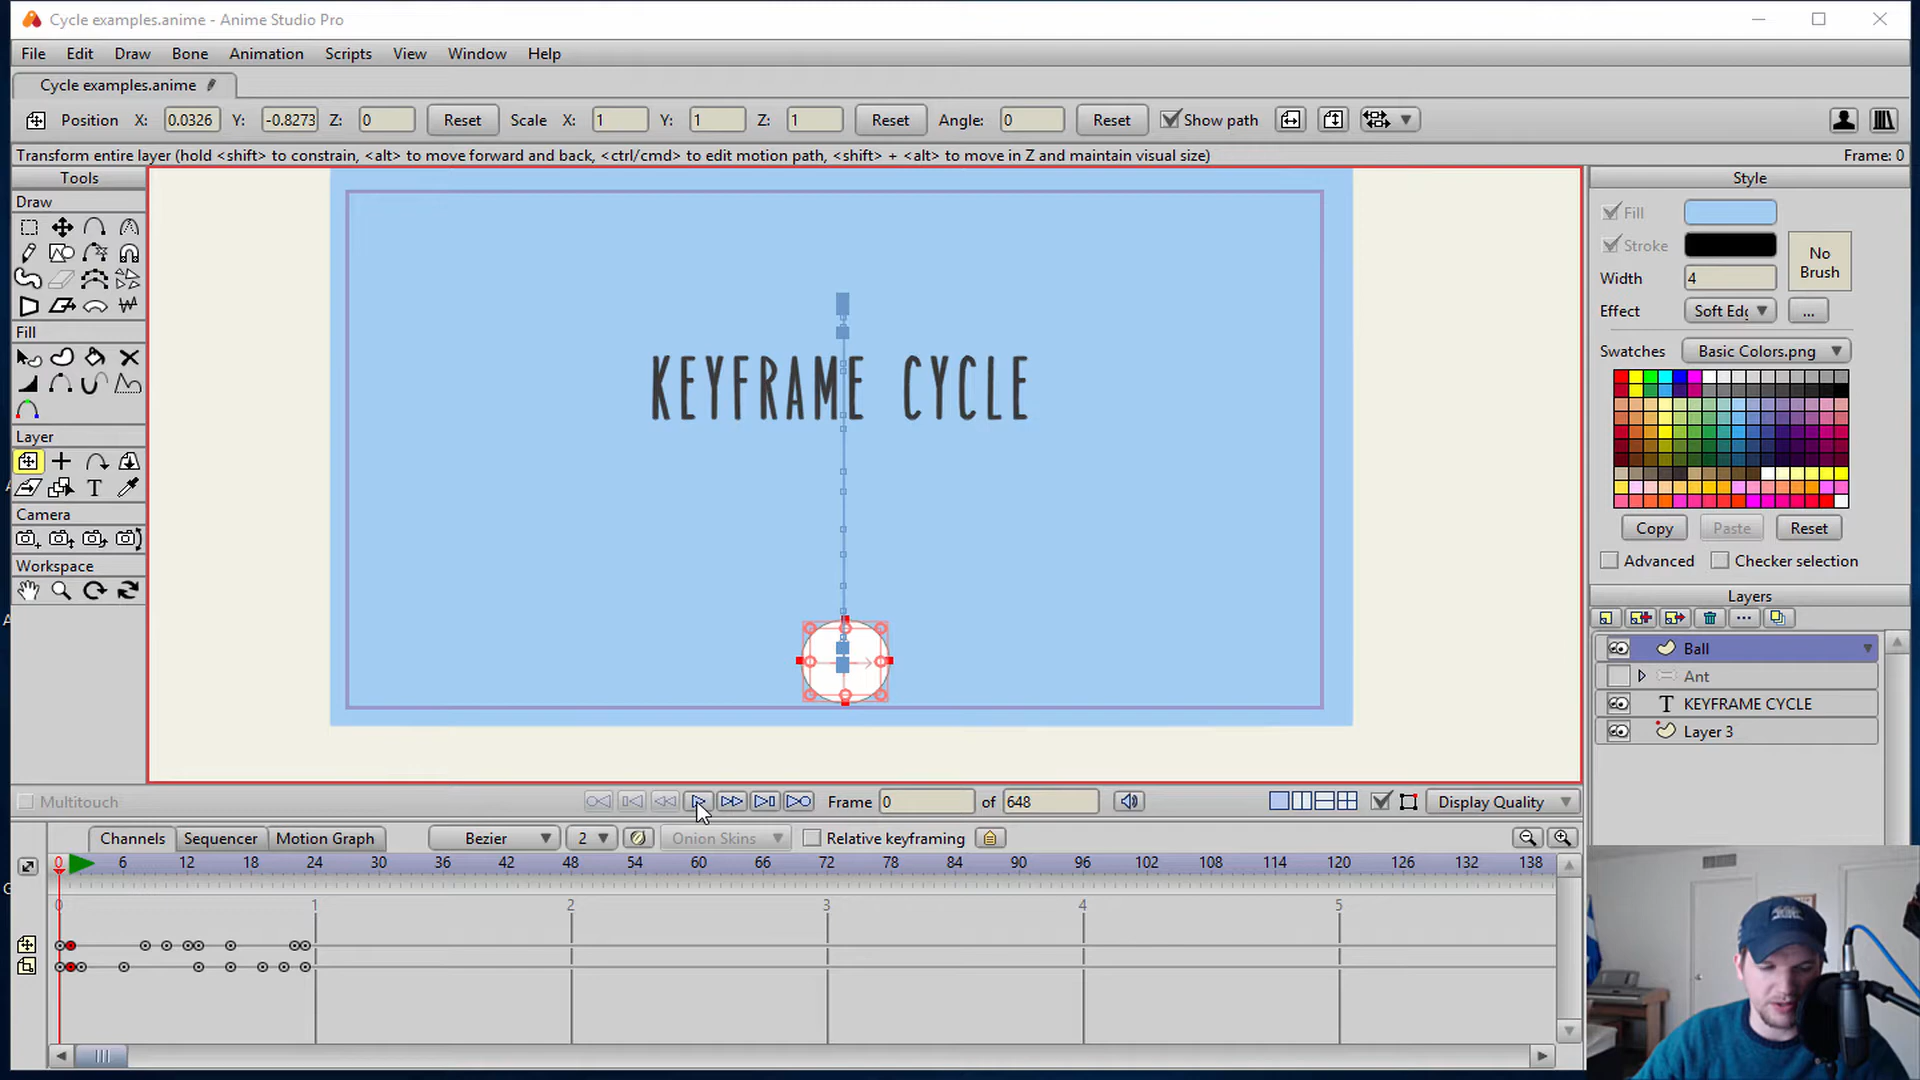 Cycle examples.anime - Anime Studio Pro
File Edit Draw Bone Animation Scripts View Window Help
Cycle examples.anime
Position X: 0.0326 Y: -0.8273 Z: 0 Reset Scale X: 1 Y: 1 Z: 1 Reset Angle: 0 Reset Show path
Transform entire layer (hold <shift> to constrain, <alt> to move forward and back, <ctrl/cmd> to edit motion path, <shift> + <alt> to move in Z and maintain visual size) Frame: 0
Tools
Draw
Fill
Layer
T
Camera
Workspace
KEYFRAME CYCLE
Style
Fill
Stroke
No Brush
Width 4
Effect Soft Edg ...
Swatches Basic Colors.png
Copy Paste Reset
Advanced Checker selection
Layers
Ball
Ant
T KEYFRAME CYCLE
Layer 3
Multitouch Frame 0 of 648 Display Quality
Channels Sequencer Motion Graph Bezier 2 Onion Skins Relative keyframing
0 6 12 18 24 30 36 42 48 54 60 66 72 78 84 90 96 102 108 114 120 126 132 138
0 1 2 3 4 5